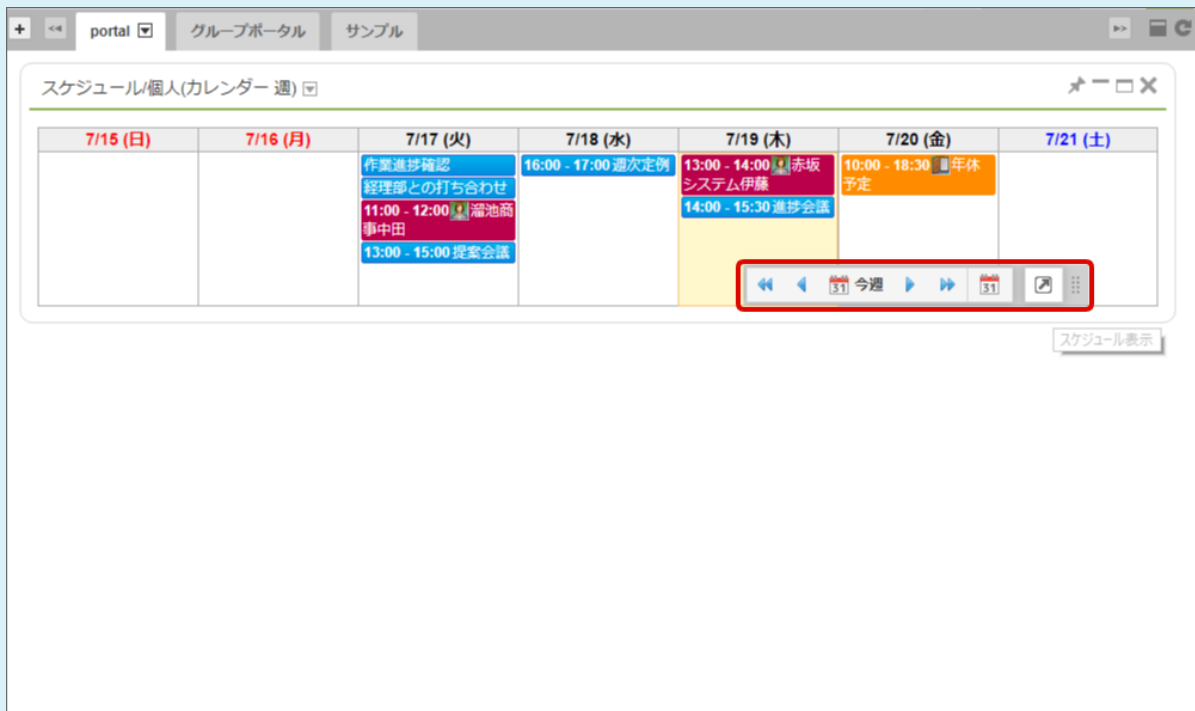 portal
グループポータル
サンプル
スケジュール/個人(カレンダー 週)
7/15 (日)
7/16 (月)
7/17 (火)
7/18 (水)
7/19 (木)
7/20 (金)
7/21 (土)
作業進捗確認
経理部との打ち合わせ
11:00 - 12:00 溜池商
事中田
13:00 - 15:00 提案会議
16:00 - 17:00 週次定例
13:00 - 14:00 赤坂
システム伊藤
14:00 - 15:30 進捗会議
10:00 - 18:30 年休
予定
31 今週
31
スケジュール表示